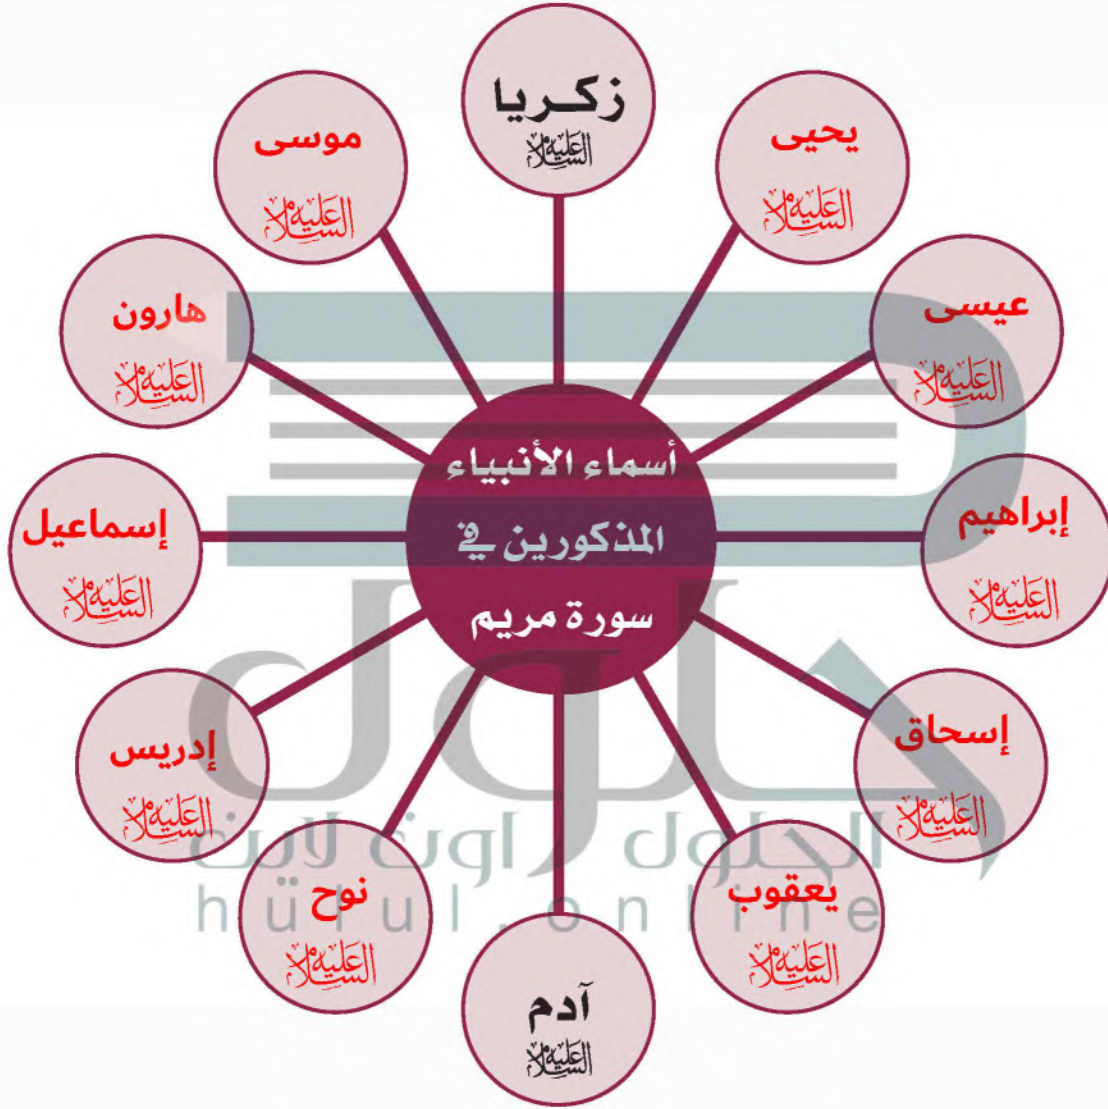 أسماء الأنبياء
المذكورين في
سورة مريم
زكريا
عليه السلام
يحيى
عليه السلام
عيسى
عليه السلام
إبراهيم
عليه السلام
إسحاق
عليه السلام
يعقوب
عليه السلام
آدم
عليه السلام
نوح
عليه السلام
إدريس
عليه السلام
إسماعيل
عليه السلام
هارون
عليه السلام
موسى
عليه السلام
حلول
الحلول اون لاين
hülul.online